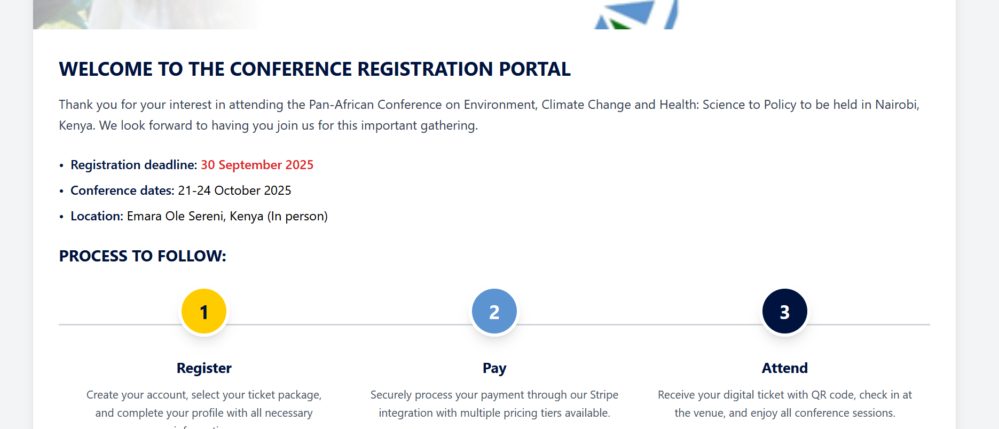 WELCOME TO THE CONFERENCE REGISTRATION PORTAL
Thank you for your interest in attending the Pan-African Conference on Environment, Climate Change and Health: Science to Policy to be held in Nairobi,
Kenya. We look forward to having you join us for this important gathering.
• Registration deadline: 30 September 2025
• Conference dates: 21-24 October 2025
• Location: Emara Ole Sereni, Kenya (In person)
PROCESS TO FOLLOW:
1
2
3
Register
Pay
Attend
Create your account, select your ticket package,
and complete your profile with all necessary
Securely process your payment through our Stripe
integration with multiple pricing tiers available.
Receive your digital ticket with QR code, check in at
the venue, and enjoy all conference sessions.